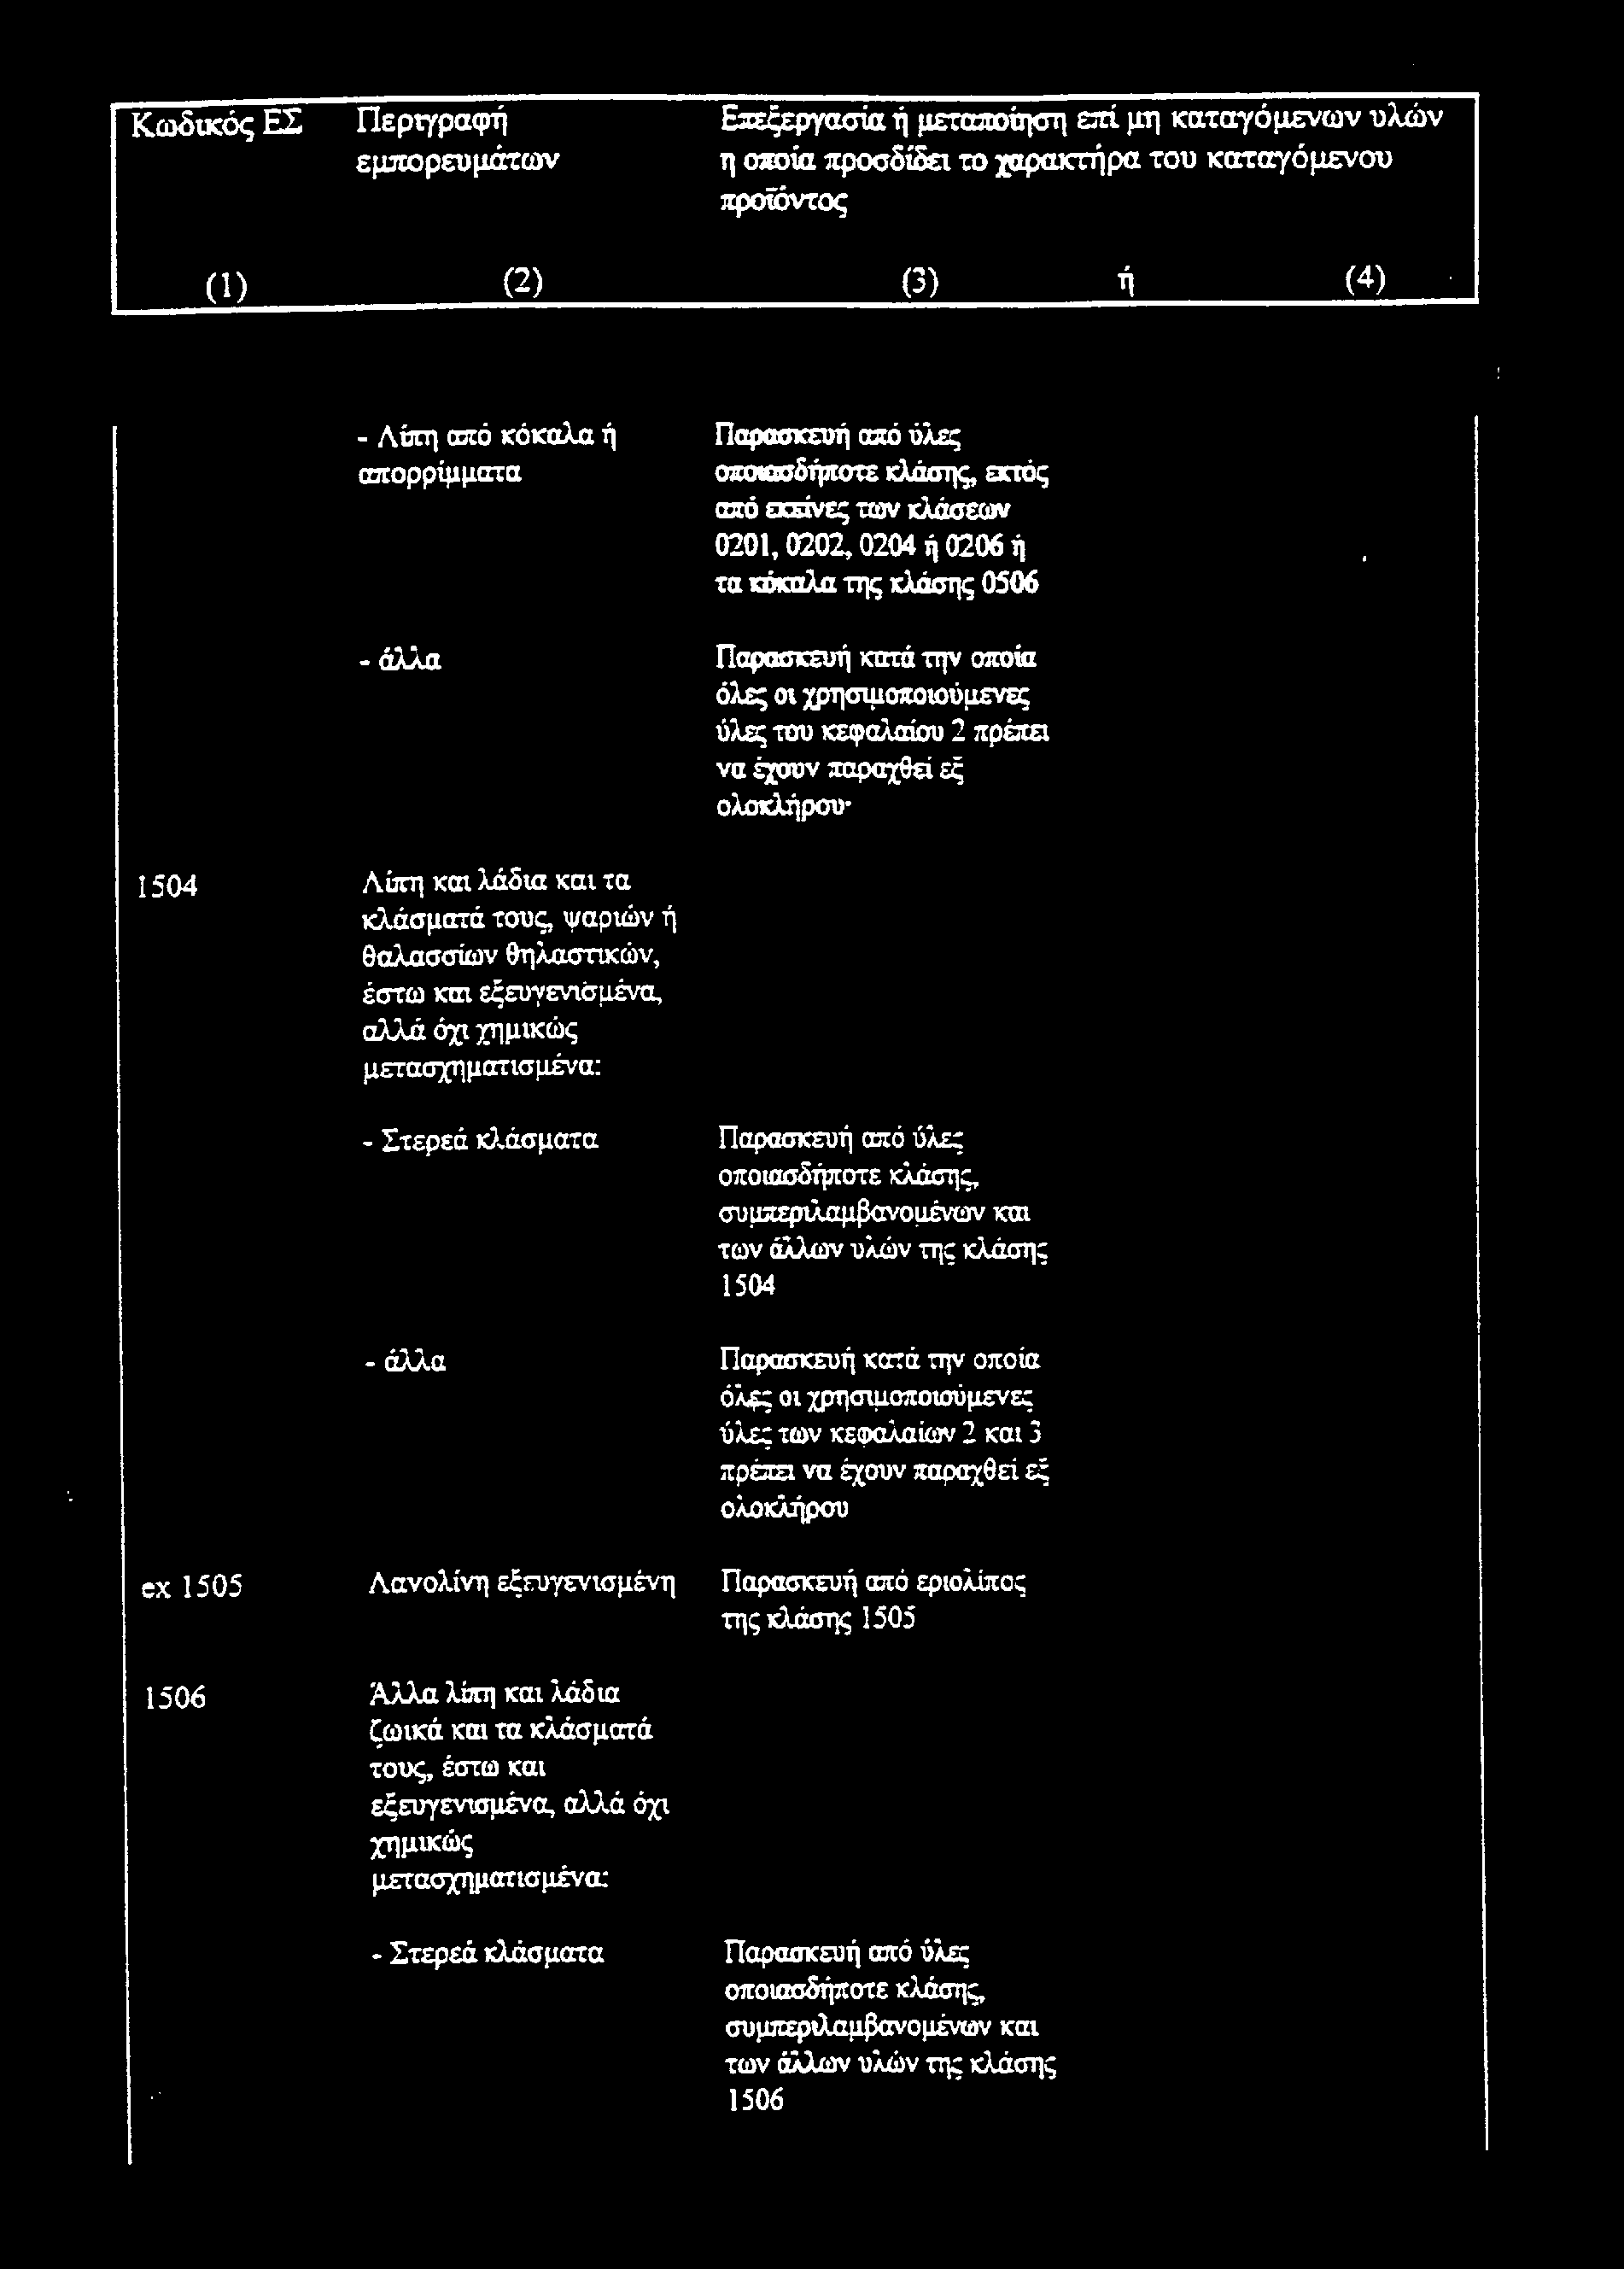 Κωδικός ΕΣ Περιγραφή Επεξεργασία ή μεταποίηση επί μη καταγόμενων υλών
εμπορευμάτων η οποία προσδίδει το χαρακτήρα του καταγόμενου
προϊόντος
(1) (2) (3) ή (4)
- Λίπη από κόκαλα ή Παρασκευή από ύλες
απορρίμματα οποιασδήποτε κλάσης, εκτός
από εκείνες των κλάσεων
0201, 0202, 0204 ή 0206 ή
τα κόκαλα της κλάσης 0506
- άλλα Παρασκευή κατά την οποία
όλες οι χρησιμοποιούμενες
ύλες του κεφαλαίου 2 πρέπει
να έχουν παραχθεί εξ
ολοκλήρου·
1504 Λίπη και λάδια και τα
κλάσματά τους, ψαριών ή
θαλασσίων θηλαστικών,
έστω και εξευγενισμένα,
αλλά όχι χημικώς
μετασχηματισμένα:
- Στερεά κλάσματα Παρασκευή από ύλες
οποιασδήποτε κλάσης,
συμπεριλαμβανομένων και
των άλλων υλών της κλάσης
1504
- άλλα Παρασκευή κατά την οποία
όλες οι χρησιμοποιούμενες
ύλες των κεφαλαίων 2 και 3
πρέπει να έχουν παραχθεί εξ
ολοκλήρου
ex 1505 Λανολίνη εξευγενισμένη Παρασκευή από εριολίπος
της κλάσης 1505
1506 Άλλα λίπη και λάδια
ζωικά και τα κλάσματά
τους, έστω και
εξευγενισμένα, αλλά όχι
χημικώς
μετασχηματισμένα:
- Στερεά κλάσματα Παρασκευή από ύλες
οποιασδήποτε κλάσης,
συμπεριλαμβανομένων και
των άλλων υλών της κλάσης
1506